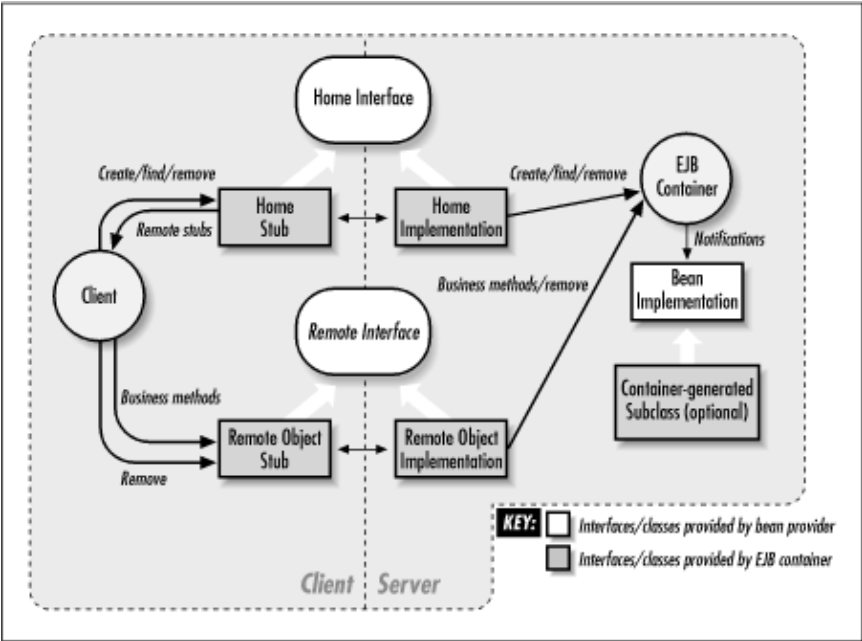 Home Interface
Create/find/remove
Home
Stub
Remote stubs
Home
Implementation
Create/find/remove
EJB
Container
Notifications
Bean
Implementation
Client
Business methods/remove
Remote Interface
Container-generated
Subclass (optional)
Business methods
Remote Object
Stub
Remove
Remote Object
Implementation
KEY:
Interfaces/classes provided by bean provider
Interfaces/classes provided by EJB container
Client
Server